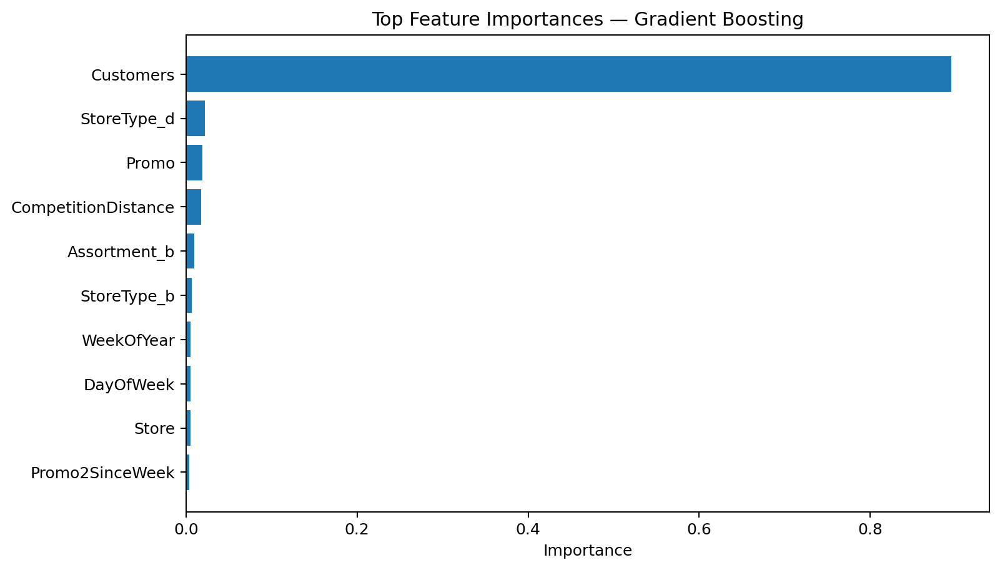 Top Feature Importances — Gradient Boosting
Customers
StoreType_d
Promo
CompetitionDistance
Assortment_b
StoreType_b
WeekOfYear
DayOfWeek
Store
Promo2SinceWeek
0.0 0.2 0.4 0.6 0.8
Importance